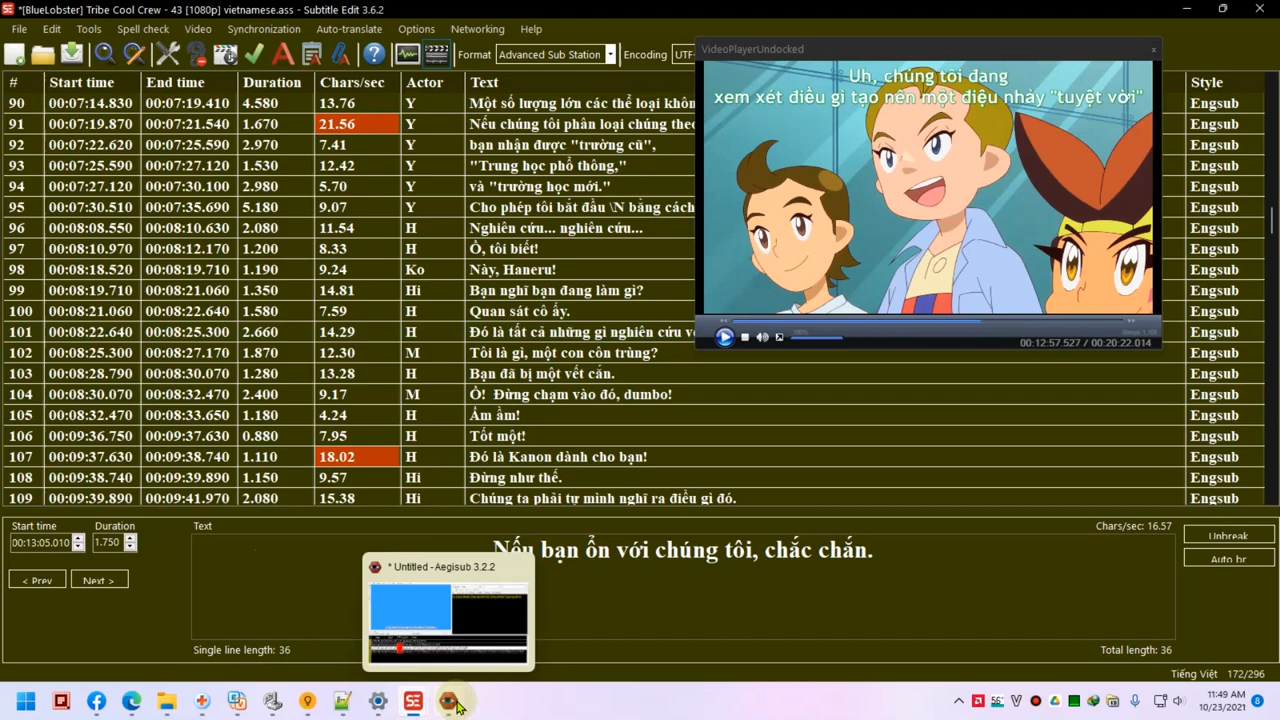 *[BlueLobster] Tribe Cool Crew - 43 [1080p] vietnamese.ass - Subtitle Edit 3.6.2
File Edit Tools Spell check Video Synchronization Auto-translate Options Networking Help
Format Advanced Sub Station Encoding UTF-
VideoPlayerUndocked
Uh, chúng tôi đang
xem xét điều gì tạo nên một điệu nhảy "tuyệt vời"
100%
00:12:57.527 / 00:20:22.014
# Start time End time Duration Chars/sec Actor Text Style
90 00:07:14.830 00:07:19.410 4.580 13.76 Y Một số lượng lớn các thể loại khôn Engsub
91 00:07:19.870 00:07:21.540 1.670 21.56 Y Nếu chúng tôi phân loại chúng theo Engsub
92 00:07:22.620 00:07:25.590 2.970 7.41 Y bạn nhận được "trường cũ", Engsub
93 00:07:25.590 00:07:27.120 1.530 12.42 Y "Trung học phổ thông," Engsub
94 00:07:27.120 00:07:30.100 2.980 5.70 Y và "trường học mới." Engsub
95 00:07:30.510 00:07:35.690 5.180 9.07 Y Cho phép tôi bắt đầu \N bằng cách Engsub
96 00:08:08.550 00:08:10.630 2.080 11.54 H Nghiên cứu... nghiên cứu... Engsub
97 00:08:10.970 00:08:12.170 1.200 8.33 H Ồ, tôi biết! Engsub
98 00:08:18.520 00:08:19.710 1.190 9.24 Ko Này, Haneru! Engsub
99 00:08:19.710 00:08:21.060 1.350 14.81 Hi Bạn nghĩ bạn đang làm gì? Engsub
100 00:08:21.060 00:08:22.640 1.580 7.59 H Quan sát cô ấy. Engsub
101 00:08:22.640 00:08:25.300 2.660 14.29 H Đó là tất cả những gì nghiên cứu về Engsub
102 00:08:25.300 00:08:27.170 1.870 12.30 M Tôi là gì, một con côn trùng? Engsub
103 00:08:28.790 00:08:30.070 1.280 13.28 H Bạn đã bị một vết cắn. Engsub
104 00:08:30.070 00:08:32.470 2.400 9.17 M Ồ! Đừng chạm vào đó, dumbo! Engsub
105 00:08:32.470 00:08:33.650 1.180 4.24 H Ầm ầm! Engsub
106 00:09:36.750 00:09:37.630 0.880 7.95 H Tốt một! Engsub
107 00:09:37.630 00:09:38.740 1.110 18.02 H Đó là Kanon dành cho bạn! Engsub
108 00:09:38.740 00:09:39.890 1.150 9.57 Hi Đừng như thế. Engsub
109 00:09:39.890 00:09:41.970 2.080 15.38 Hi Chúng ta phải tự mình nghĩ ra điều gì đó. Engsub
Start time Duration Text Chars/sec: 16.57
00:13:05.010 1.750
Nếu bạn ổn với chúng tôi, chắc chắn.
Unbreak
Auto br
< Prev Next >
* Untitled - Aegisub 3.2.2
Single line length: 36 Total length: 36
Tiếng Việt 172/296
11:49 AM
10/23/2021